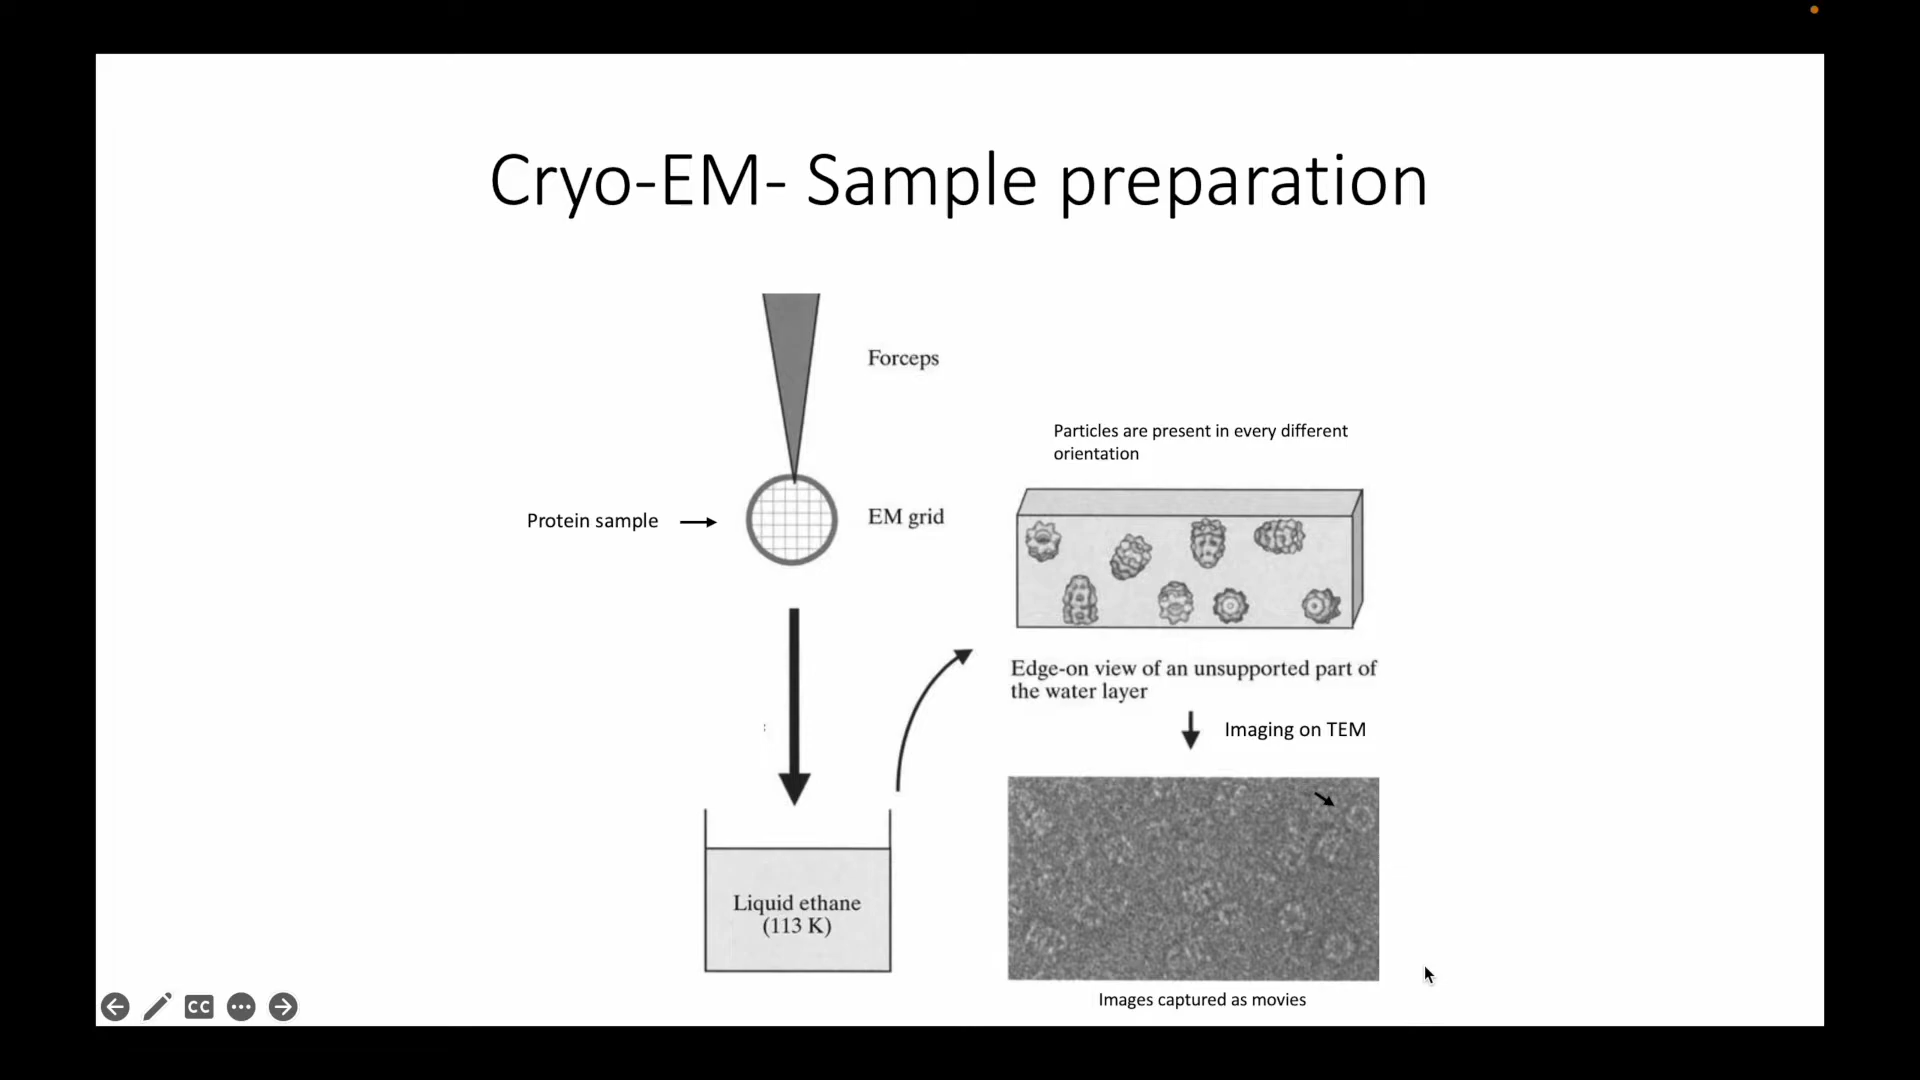 Cryo-EM- Sample preparation
Forceps
Protein sample
EM grid
Liquid ethane
(113 K)
Particles are present in every different
orientation
Edge-on view of an unsupported part of
the water layer
Imaging on TEM
Images captured as movies
CC